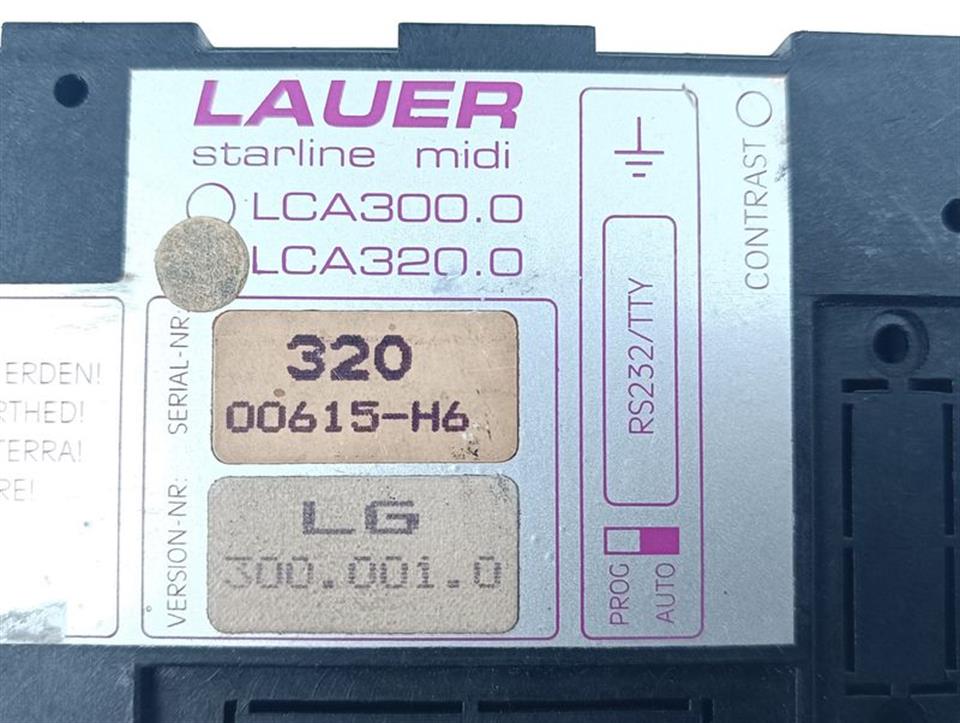 LAUER
starline midi
LCA300.0
LCA320.0
SERIAL-NR.
320
00615-H6
VERSION-NR.
LG
300.001.0
RS232/TTY
PROG
AUTO
CONTRAST
ERDEN!
RTHED!
TERRA!
RE!